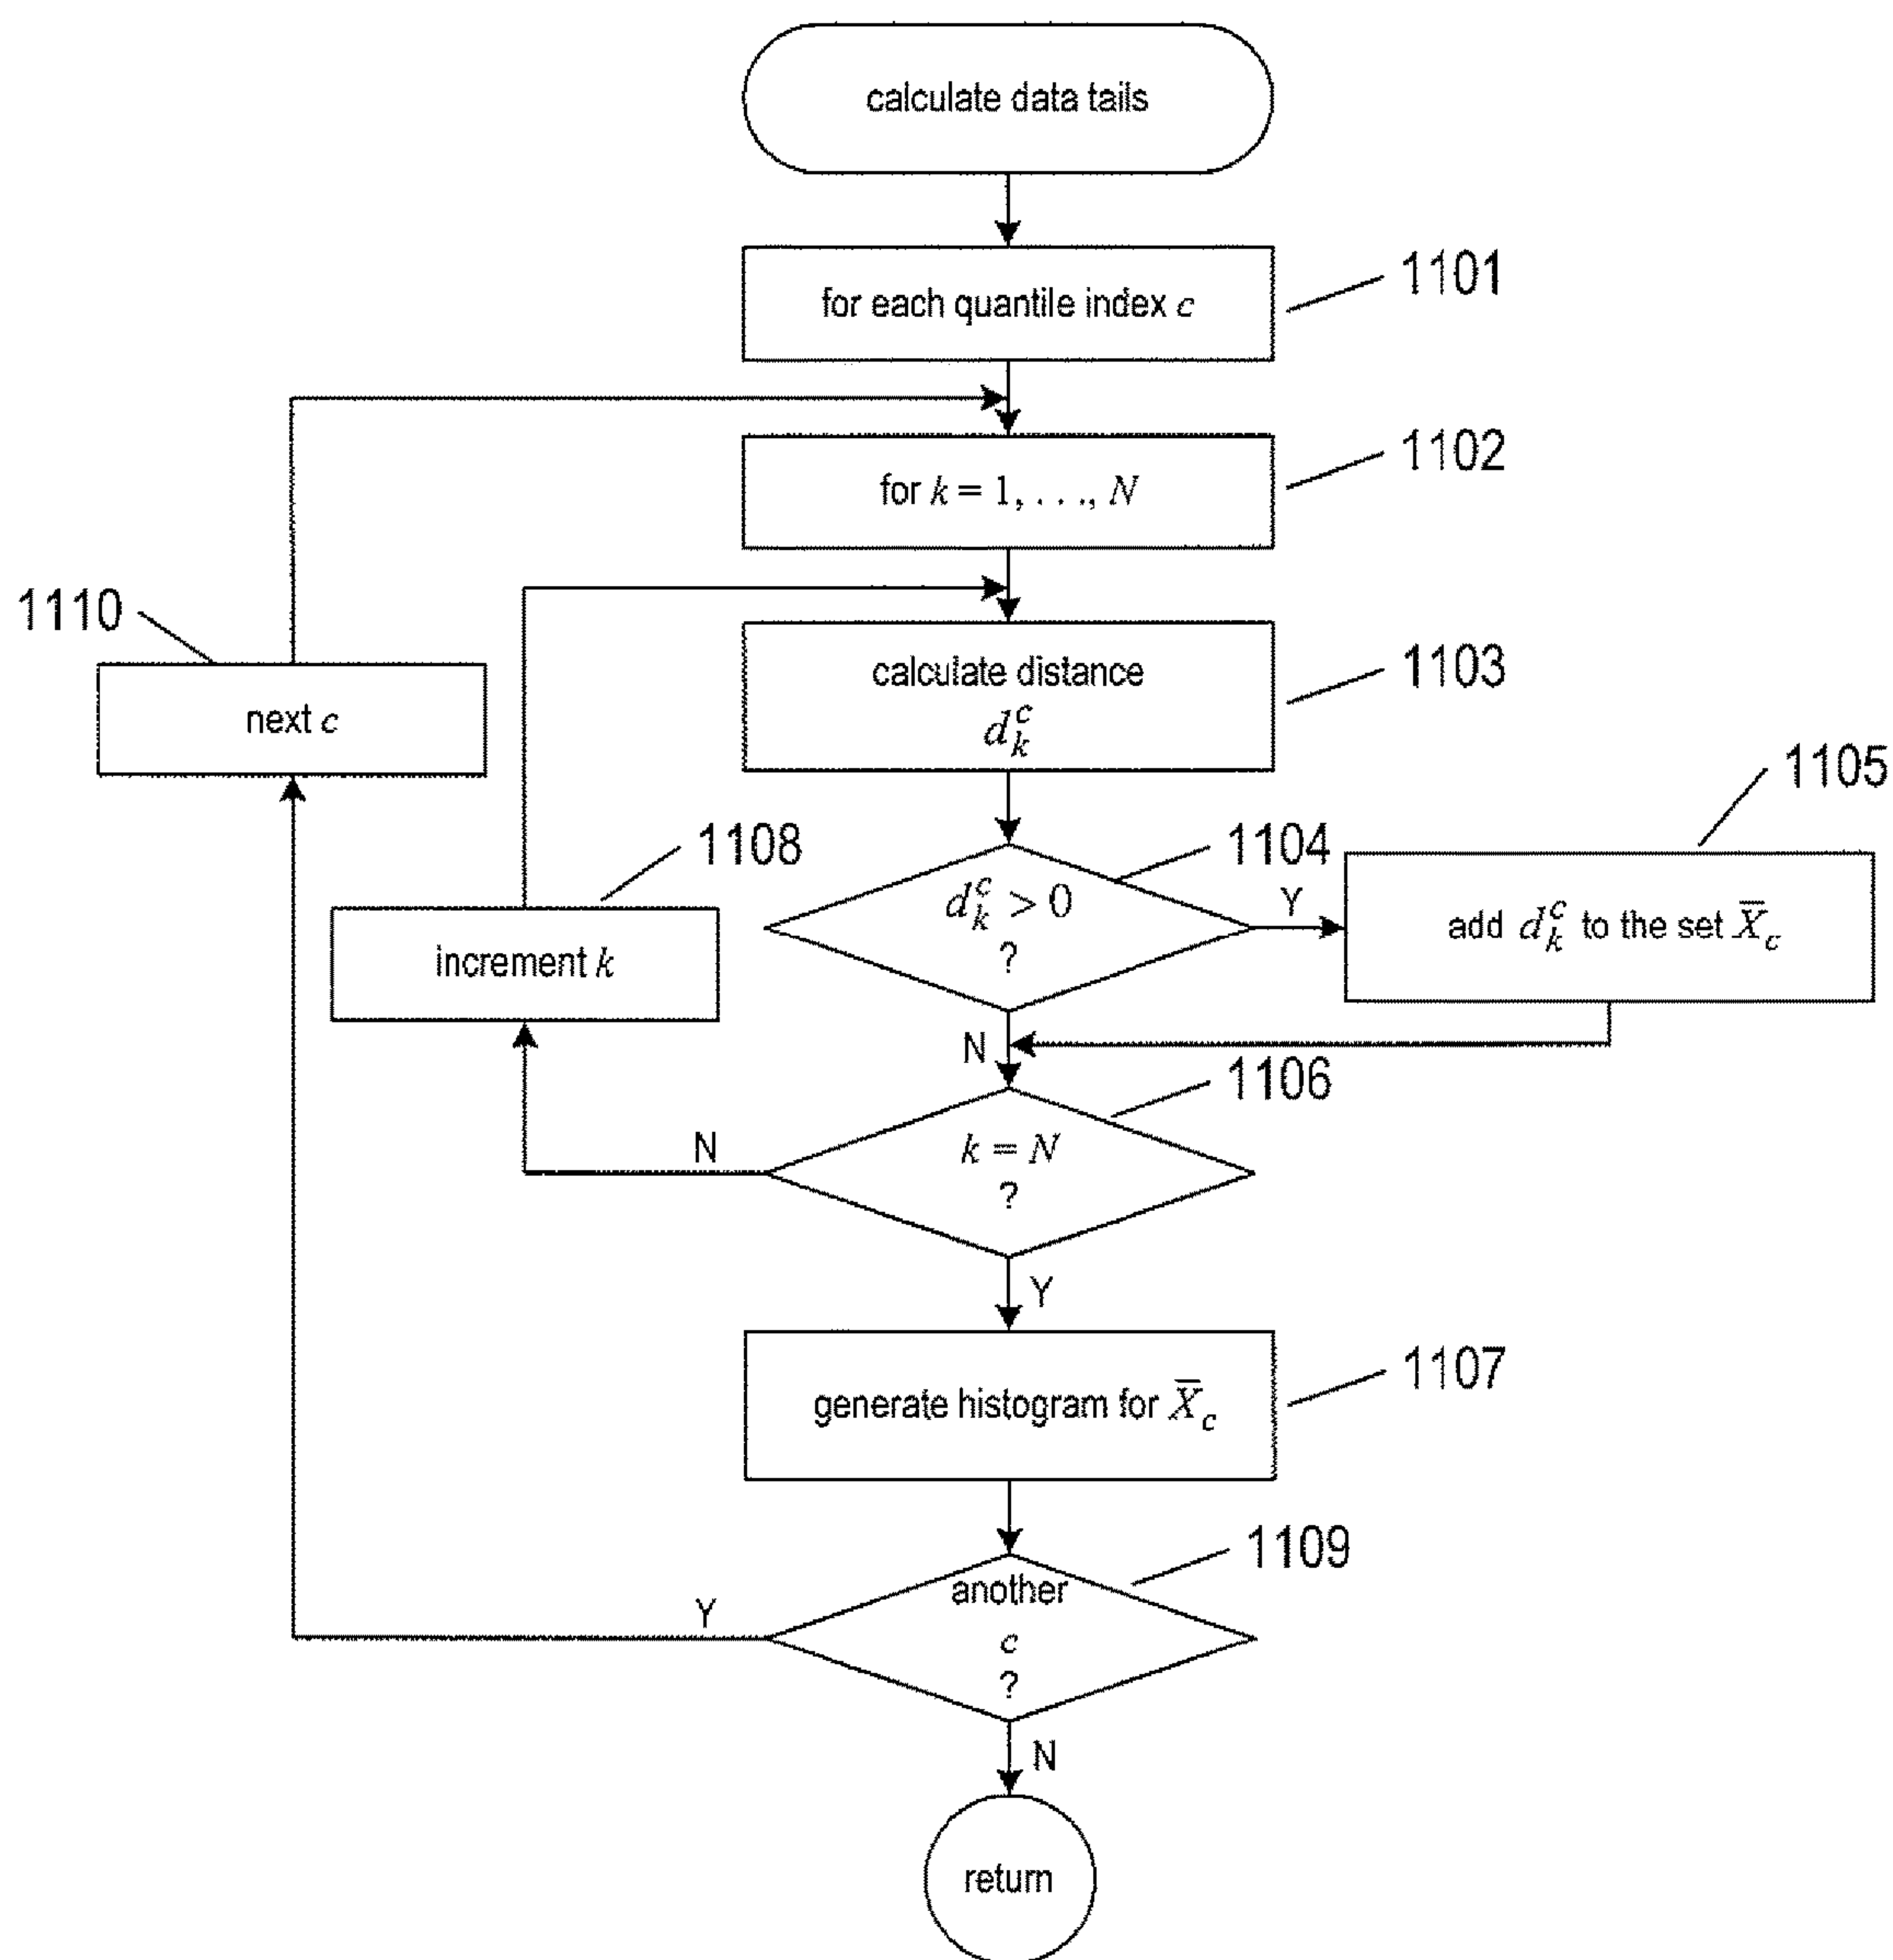 calculate data tails
for each quantile index c
1101
for k = 1, . . ., N
1102
1110
next c
calculate distance
d_k^c
1103
1105
1108
1104
d_k^c > 0
?
Y
add d_k^c to the set X̅_c
increment k
N
1106
k = N
?
N
Y
generate histogram for X̅_c
1107
1109
another
c
?
Y
N
return